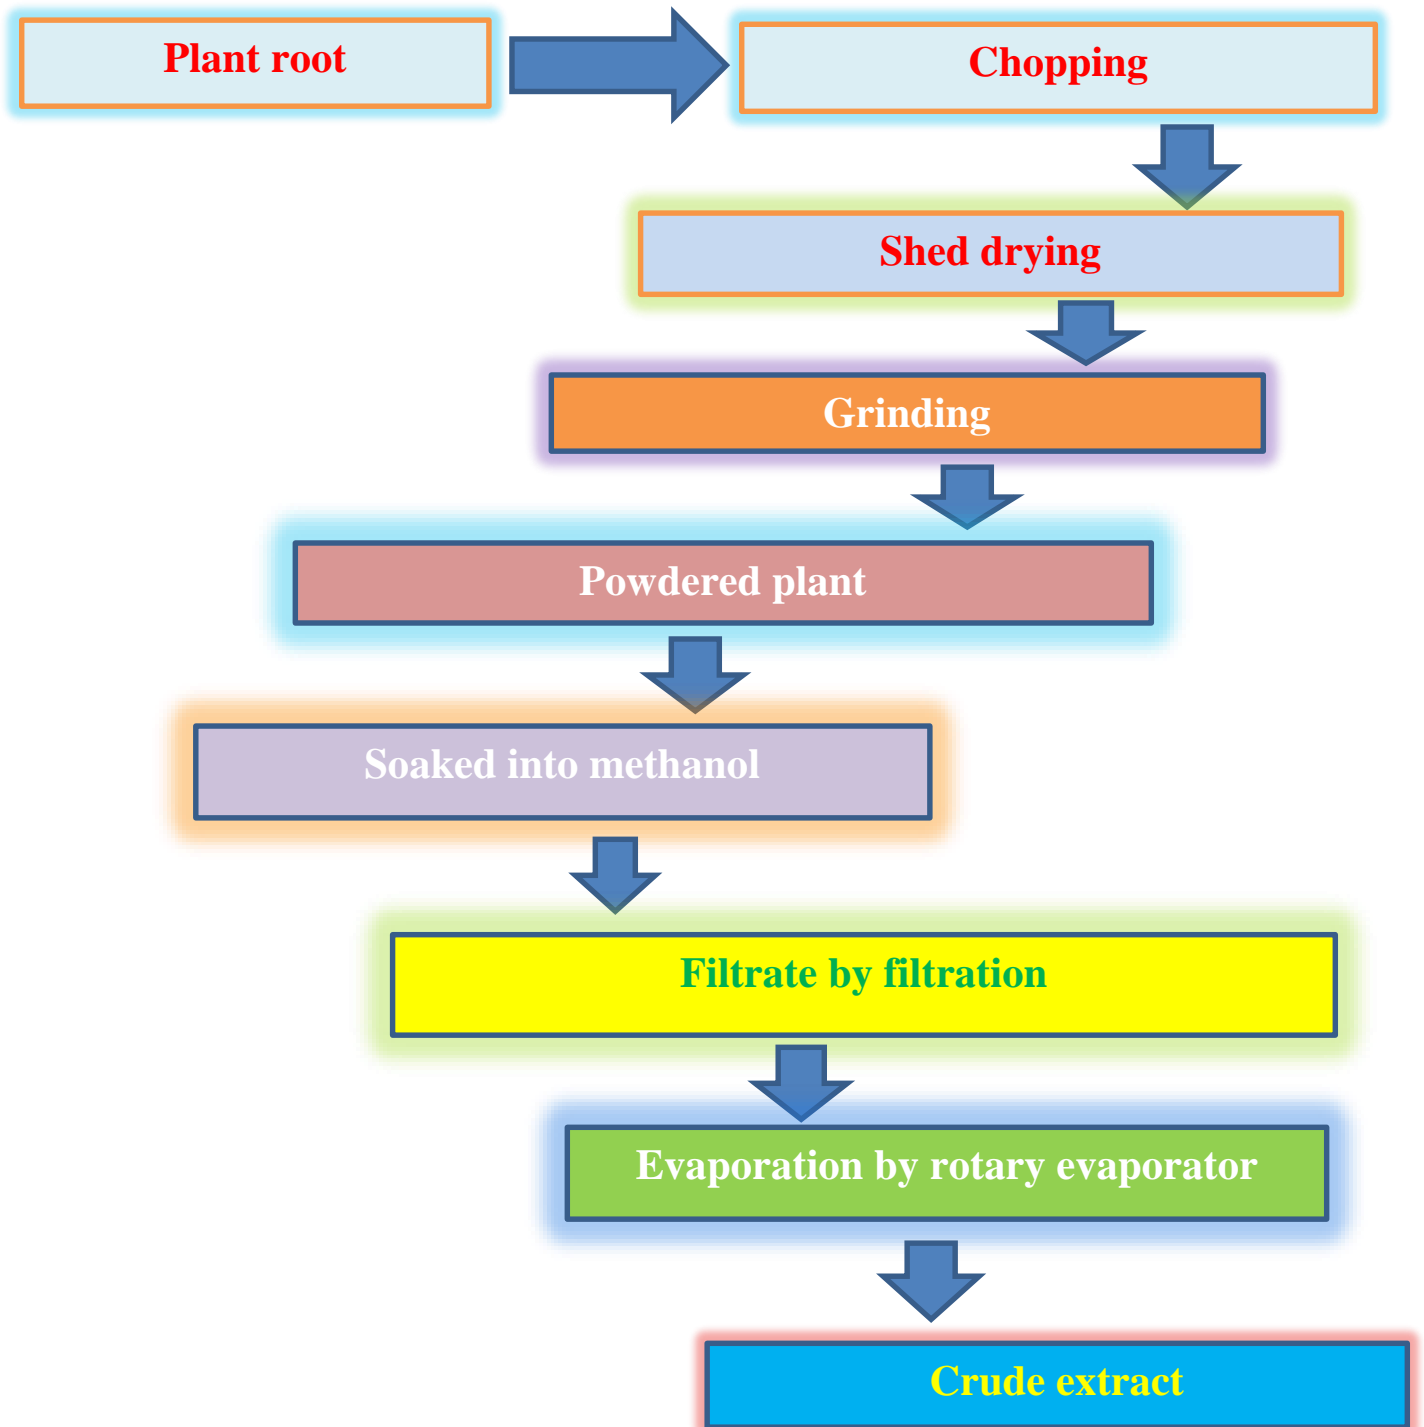 Plant root
Chopping
Shed drying
Grinding
Powdered plant
Soaked into methanol
Filtrate by filtration
Evaporation by rotary evaporator
Crude extract